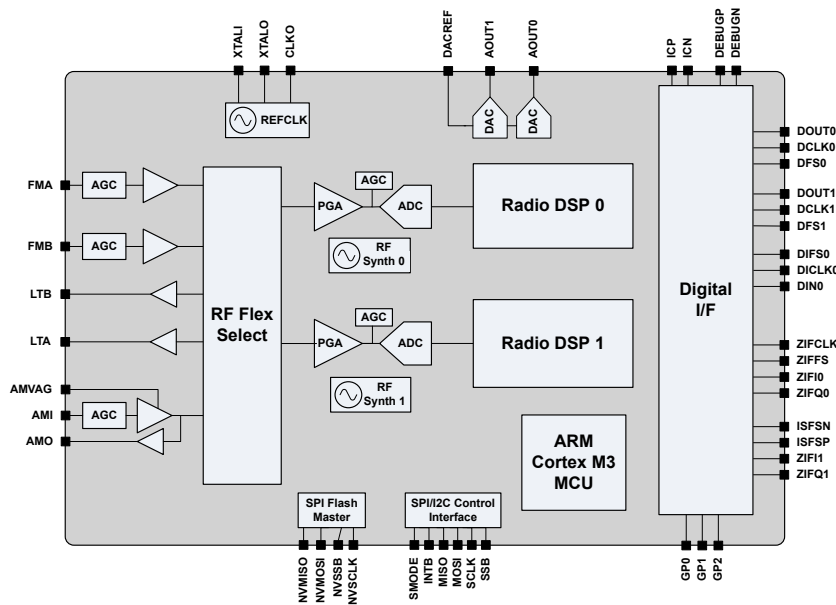 XTALI
XTALO
CLKO
DACREF
AOUT1
AOUT0
ICP
ICN
DEBUGP
DEBUGN
REFCLK
DAC
DAC
FMA
AGC
FMB
AGC
LTB
LTA
AMVAG
AMI
AGC
AMO
RF Flex
Select
PGA
AGC
ADC
RF
Synth 0
Radio DSP 0
PGA
AGC
ADC
RF
Synth 1
Radio DSP 1
ARM
Cortex M3
MCU
Digital
I/F
DOUT0
DCLK0
DFS0
DOUT1
DCLK1
DFS1
DIFS0
DICLK0
DIN0
ZIFCLK
ZIFFS
ZIFI0
ZIFQ0
ISFSN
ISFSP
ZIFI1
ZIFQ1
SPI Flash
Master
SPI/I2C Control
Interface
NVMISO
NVMOSI
NVSSB
NVSCLK
SMODE
INTB
MISO
MOSI
SCLK
SSB
GP0
GP1
GP2